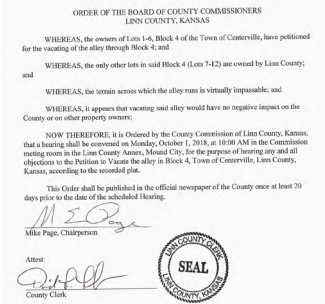 ORDER OF THE BOARD OF COUNTY COMMISSIONERS
LINN COUNTY, KANSAS
WHEREAS, the owners of Lots 1-6, Block 4 of the Town of Centerville, have petitioned
for the vacating of the alley through Block 4; and
WHEREAS, the only other lots in said Block 4 (Lots 7-12) are owned by Linn County;
and
WHEREAS, the terrain across which the alley runs is virtually impassable; and
WHEREAS, it appears that vacating said alley would have no negative impact on the
County or on other property owners;
NOW THEREFORE, it is Ordered by the County Commission of Linn County, Kansas,
that a hearing shall be convened on Monday, October 1, 2018, at 10:00 AM in the Commission
meting room in the Linn County Annex, Mound City, for the purpose of hearing any and all
objections to the Petition to Vacate the alley in Block 4, Town of Centerville, Linn County,
Kansas, according to the recorded plat.
This Order shall be published in the official newspaper of the County once at least 20
days prior to the date of the scheduled Hearing.
M E Page
Mike Page, Chairperson
Attest:
County Clerk
LINN COUNTY CLERK
SEAL
LINN COUNTY, KANSAS